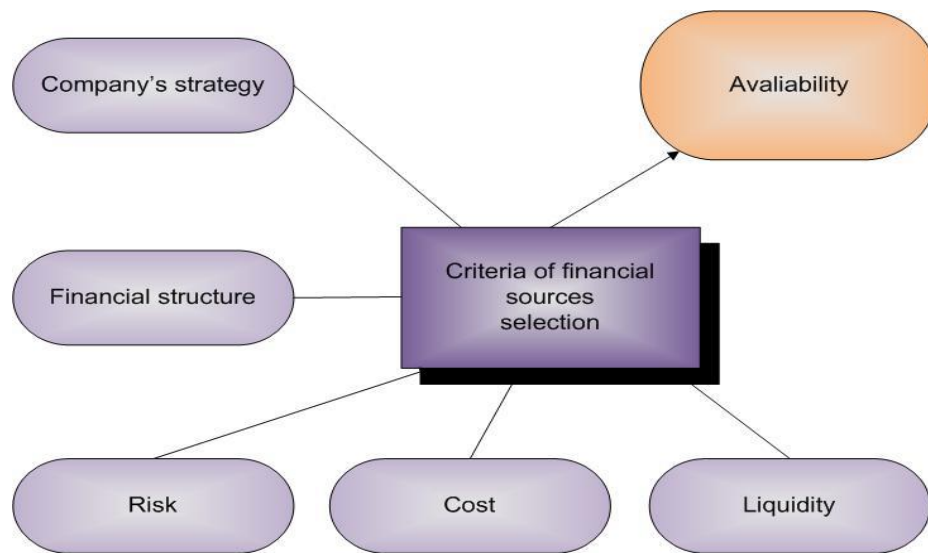 Company’s strategy
Avaliability
Criteria of financial
sources
selection
Financial structure
Risk
Cost
Liquidity